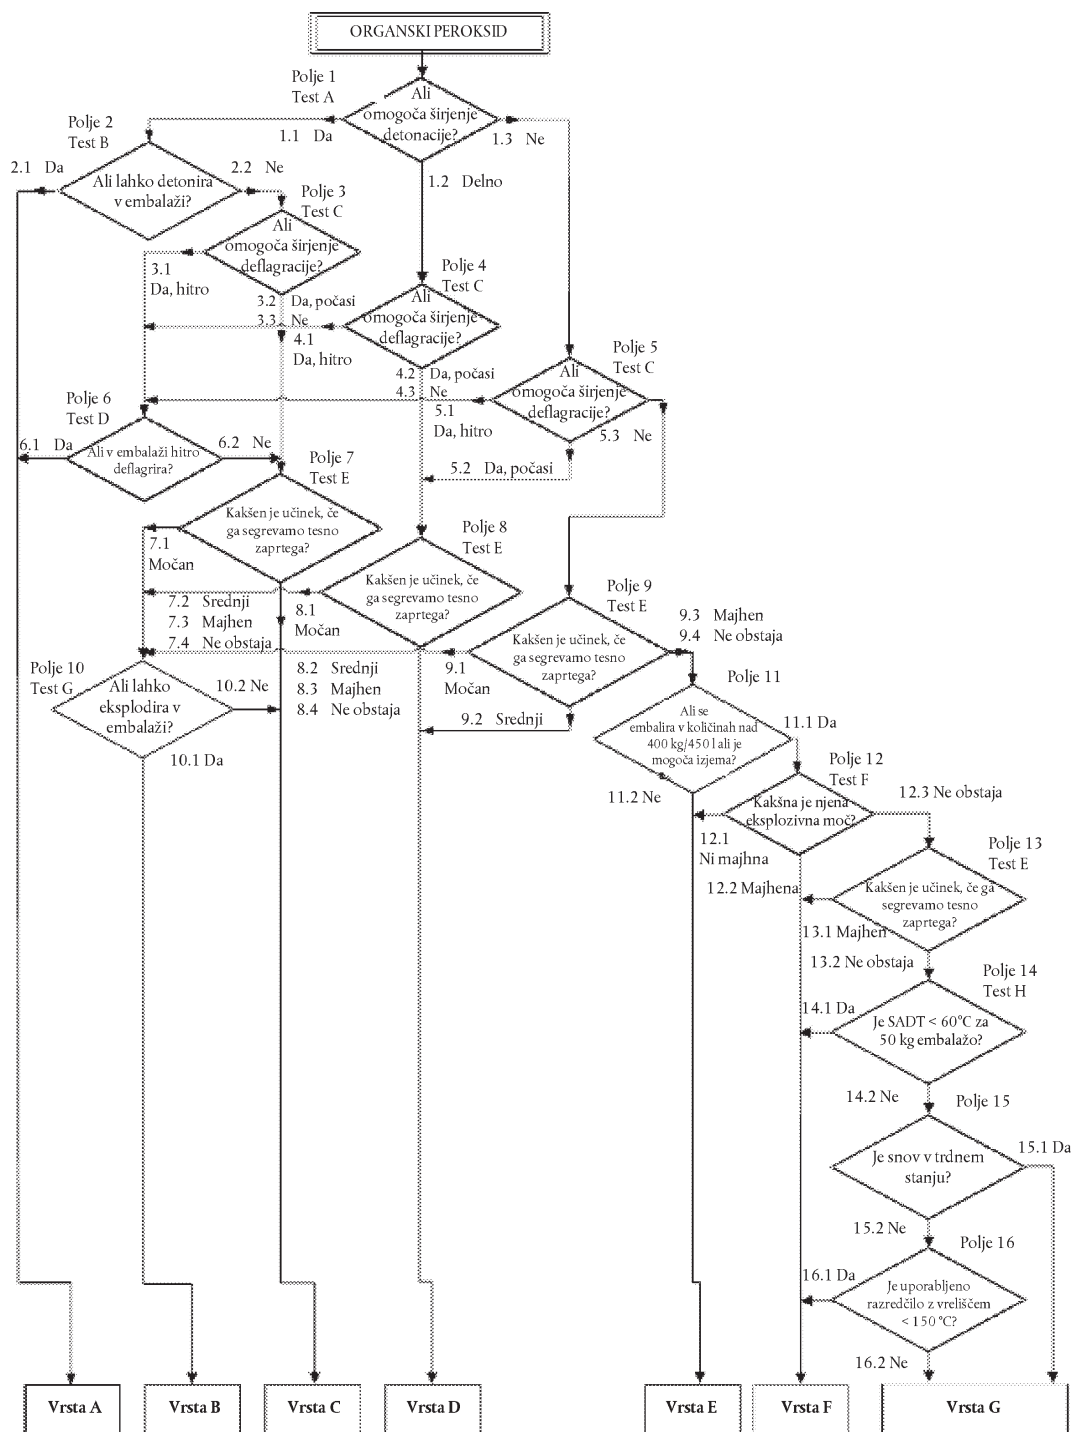 ORGANSKI PEROKSID
Polje 1
Test A
Ali
omogoča širjenje
detonacije?
1.1 Da
1.3 Ne
1.2 Delno
Polje 2
Test B
2.1 Da
2.2 Ne
Ali lahko detonira
v embalaži?
Polje 3
Test C
Ali
omogoča širjenje
deflagracije?
3.1
Da, hitro
3.2 Da, počasi
3.3 Ne
Polje 4
Test C
Ali
omogoča širjenje
deflagracije?
4.1
Da, hitro
4.2 Da, počasi
4.3 Ne
Polje 5
Test C
Ali
omogoča širjenje
deflagracije?
5.1
Da, hitro
5.3 Ne
5.2 Da, počasi
Polje 6
Test D
6.1 Da
6.2 Ne
Ali v embalaži hitro
deflagrira?
Polje 7
Test E
Kakšen je učinek, če
ga segrevamo tesno
zaprtega?
7.1
Močan
7.2 Srednji
7.3 Majhen
7.4 Ne obstaja
Polje 8
Test E
Kakšen je učinek, če
ga segrevamo tesno
zaprtega?
8.1
Močan
8.2 Srednji
8.3 Majhen
8.4 Ne obstaja
Polje 9
Test E
Kakšen je učinek, če
ga segrevamo tesno
zaprtega?
9.1
Močan
9.2 Srednji
9.3 Majhen
9.4 Ne obstaja
Polje 10
Test G
Ali lahko
eksplodira v
embalaži?
10.2 Ne
10.1 Da
Polje 11
Ali se
embalira v količinah nad
400 kg/450 l ali je
mogoča izjema?
11.1 Da
11.2 Ne
Polje 12
Test F
Kakšna je njena
eksplozivna moč?
12.1
Ni majhna
12.2 Majhena
12.3 Ne obstaja
Polje 13
Test E
Kakšen je učinek, če ga
segrevamo tesno
zaprtega?
13.1 Majhen
13.2 Ne obstaja
Polje 14
Test H
14.1 Da
Je SADT < 60°C za
50 kg embalažo?
14.2 Ne
Polje 15
Je snov v trdnem
stanju?
15.1 Da
15.2 Ne
Polje 16
16.1 Da
Je uporabljeno
razredčilo z vreliščem
< 150 °C?
16.2 Ne
Vrsta A
Vrsta B
Vrsta C
Vrsta D
Vrsta E
Vrsta F
Vrsta G